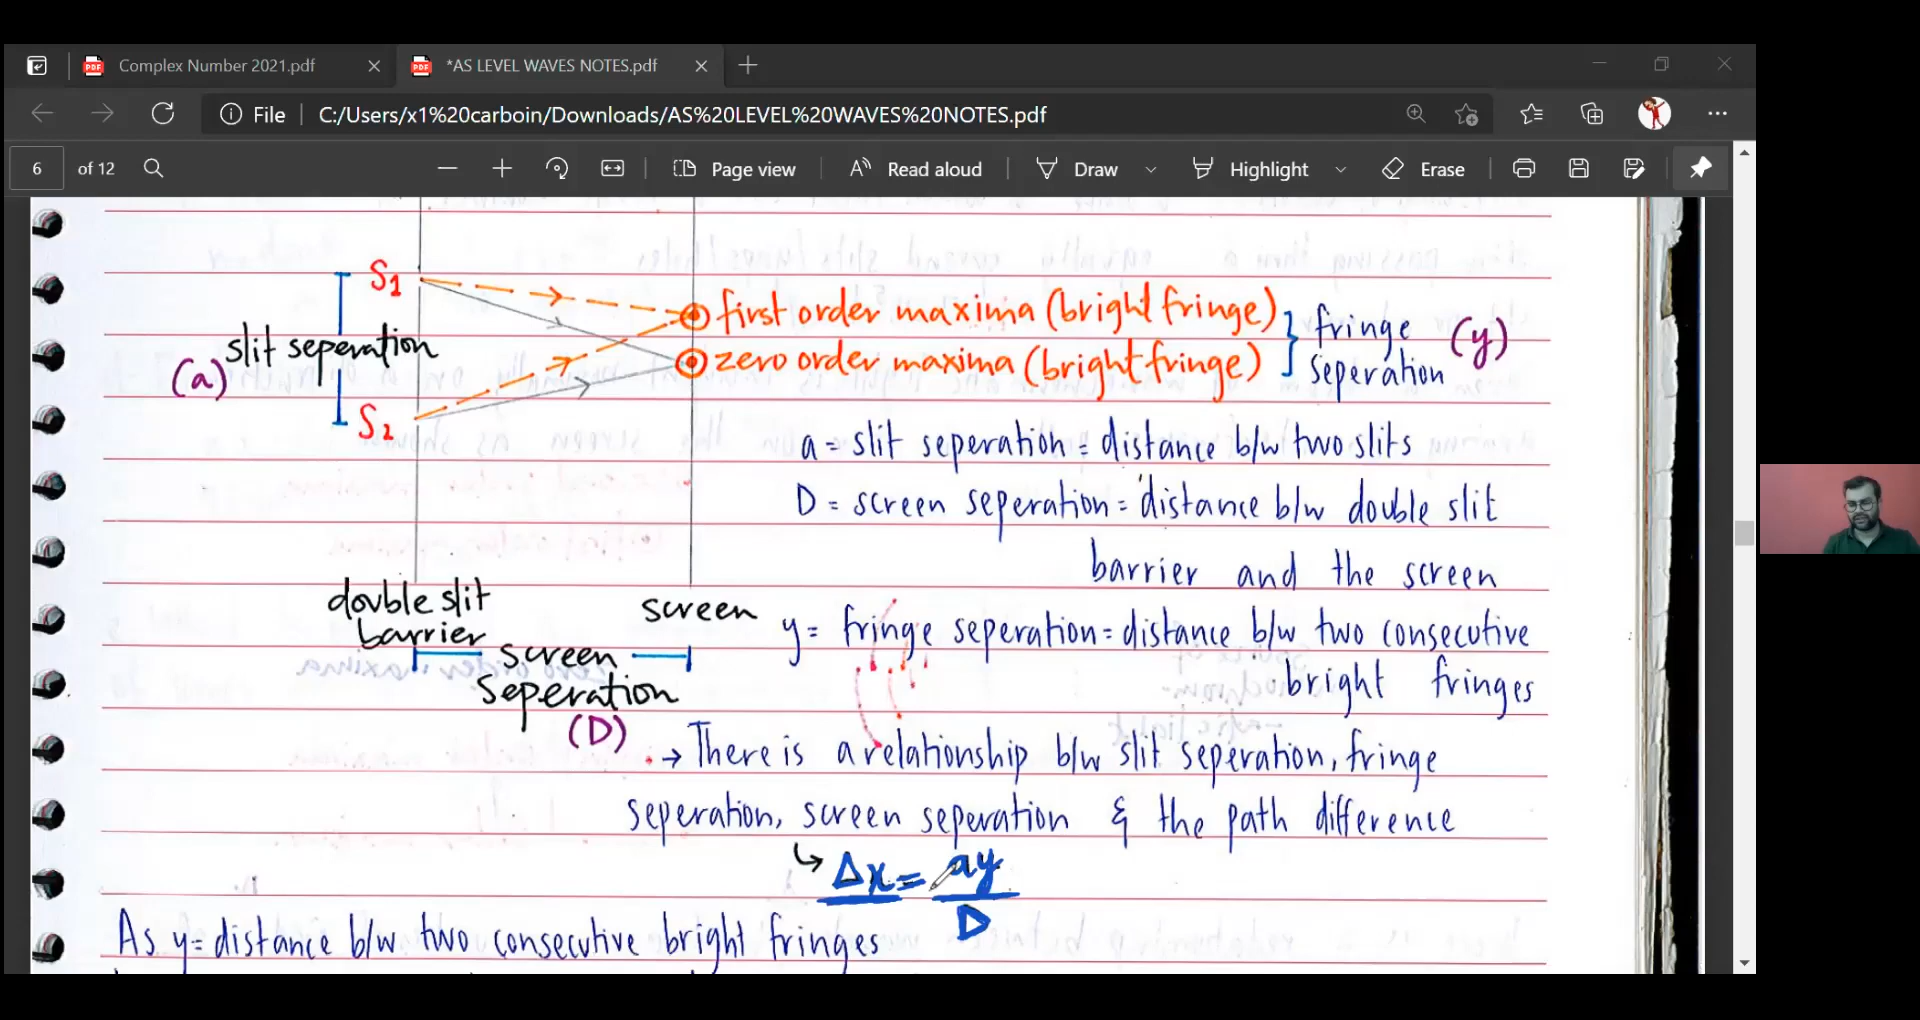 Complex Number 2021.pdf
*AS LEVEL WAVES NOTES.pdf
File
C:/Users/x1%20carboin/Downloads/AS%20LEVEL%20WAVES%20NOTES.pdf
6 of 12
Page view
Read aloud
Draw
Highlight
Erase
S1
first order maxima (bright fringe)
fringe (y)
slit seperation
zero order maxima (bright fringe)
seperation
(a)
S2
a = slit seperation = distance b/w two slits
D = screen seperation = distance b/w double slit
barrier and the screen
double slit
barrier
screen
y = fringe seperation = distance b/w two consecutive
bright fringes
screen
seperation
(D)
→ There is a relationship b/w slit seperation, fringe
seperation, screen seperation & the path difference
↳ Δx = ay
D
As y = distance b/w two consecutive bright fringes